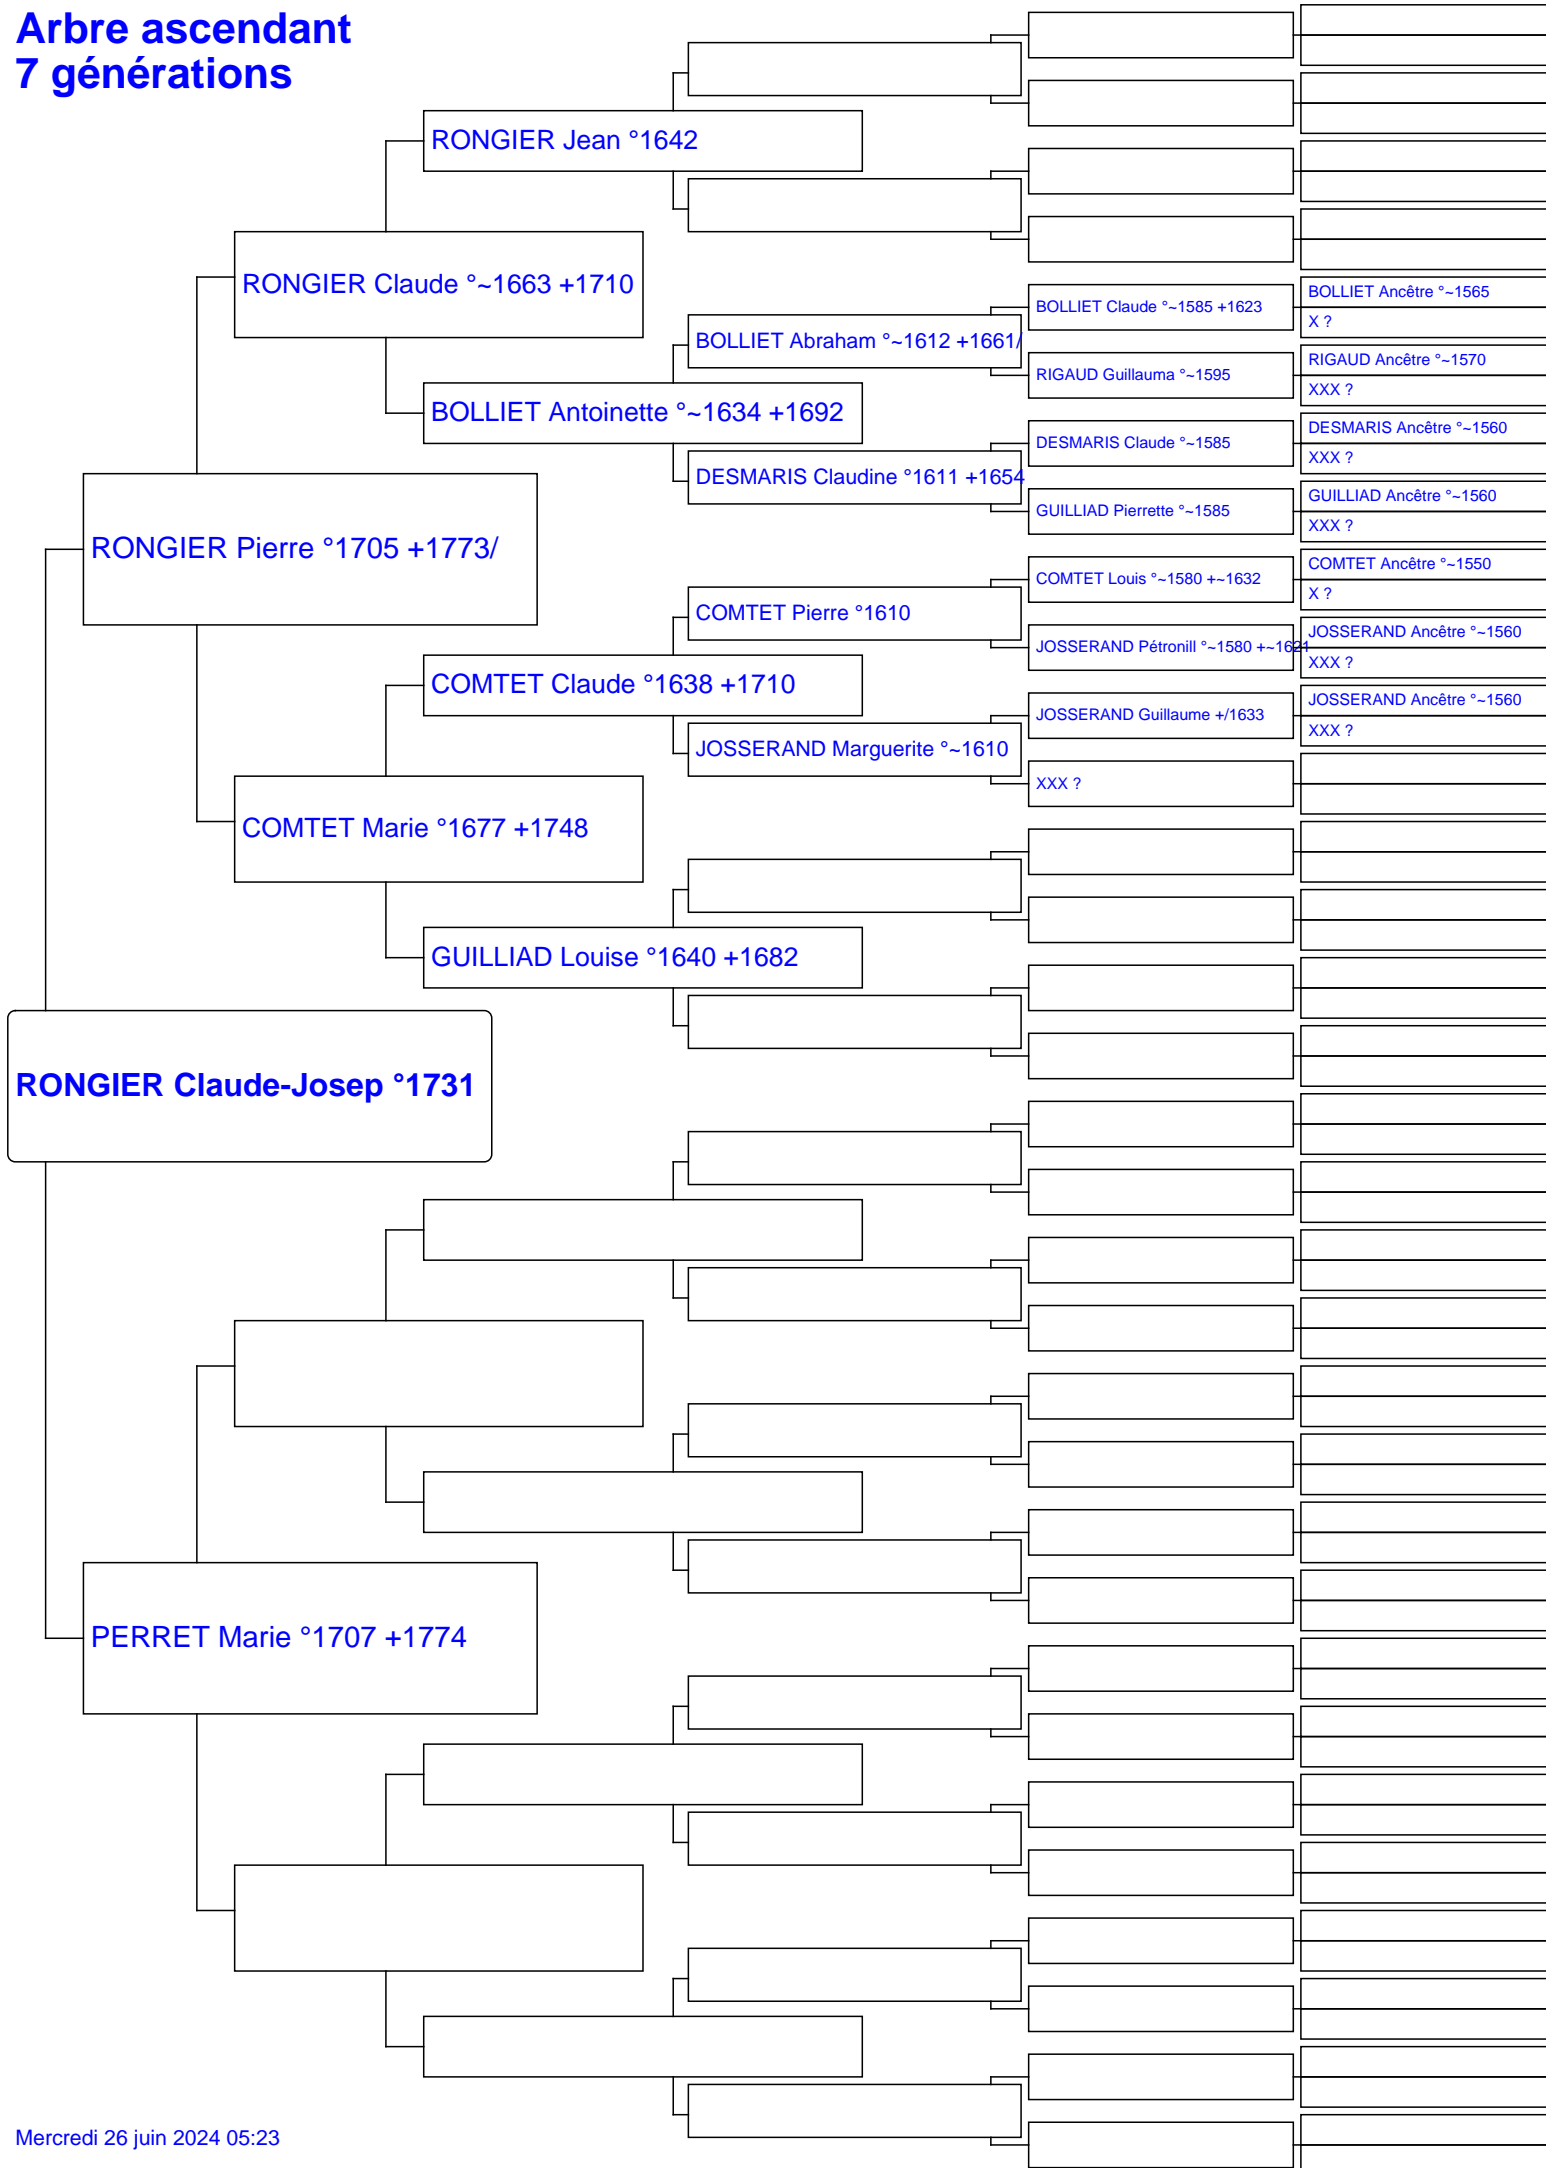 Arbre ascendant
7 générations
RONGIER Jean °1642
RONGIER Claude °~1663 +1710
BOLLIET Claude °~1585 +1623
BOLLIET Ancêtre °~1565
X ?
BOLLIET Abraham °~1612 +1661/
RIGAUD Guillauma °~1595
RIGAUD Ancêtre °~1570
XXX ?
BOLLIET Antoinette °~1634 +1692
DESMARIS Claude °~1585
DESMARIS Ancêtre °~1560
XXX ?
DESMARIS Claudine °1611 +1654
GUILLIAD Pierrette °~1585
GUILLIAD Ancêtre °~1560
XXX ?
RONGIER Pierre °1705 +1773/
COMTET Louis °~1580 +~1632
COMTET Ancêtre °~1550
X ?
COMTET Pierre °1610
JOSSERAND Pétronill °~1580 +~1621
JOSSERAND Ancêtre °~1560
XXX ?
COMTET Claude °1638 +1710
JOSSERAND Guillaume +/1633
JOSSERAND Ancêtre °~1560
XXX ?
JOSSERAND Marguerite °~1610
XXX ?
COMTET Marie °1677 +1748
GUILLIAD Louise °1640 +1682
RONGIER Claude-Josep °1731
PERRET Marie °1707 +1774
Mercredi 26 juin 2024 05:23